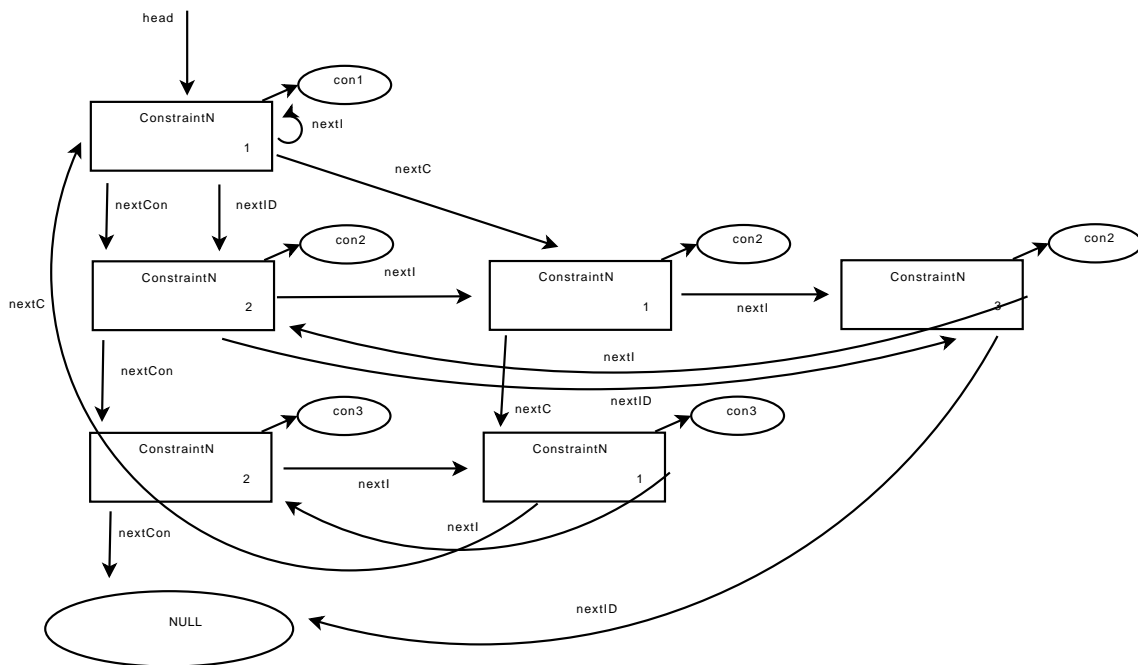 head
con1
ConstraintN
nextI
1
nextC
nextCon
nextID
con2
con2
con2
ConstraintN
nextI
ConstraintN
ConstraintN
2
1
nextI
3
nextC
nextI
nextCon
nextID
con3
nextC
con3
ConstraintN
ConstraintN
2
nextI
1
nextCon
nextI
nextID
NULL